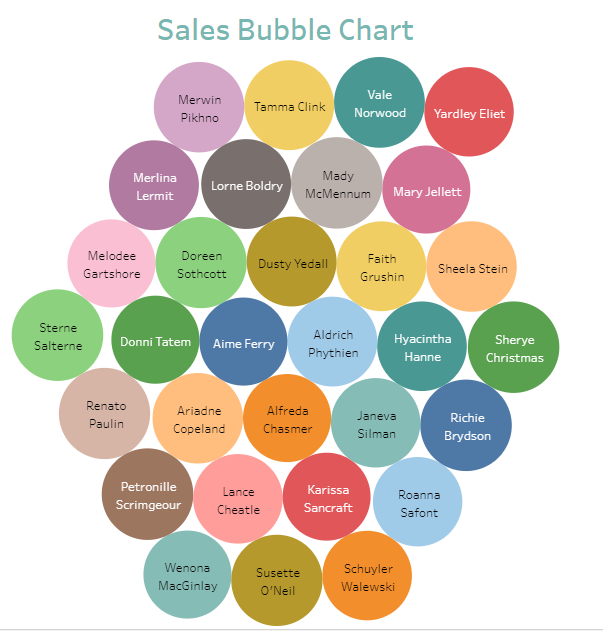 Sales Bubble Chart
Merwin
Pikhno
Tamma Clink
Vale
Norwood
Yardley Eliet
Merlina
Lermit
Lorne Boldry
Mady
McMennum
Mary Jellett
Melodee
Gartshore
Doreen
Sothcott
Dusty Yedall
Faith
Grushin
Sheela Stein
Sterne
Salterne
Donni Tatem
Aime Ferry
Aldrich
Phythien
Hyacintha
Hanne
Sherye
Christmas
Renato
Paulin
Ariadne
Copeland
Alfreda
Chasmer
Janeva
Silman
Richie
Brydson
Petronille
Scrimgeour
Lance
Cheatle
Karissa
Sancraft
Roanna
Safont
Wenona
MacGinlay
Susette
O'Neil
Schuyler
Walewski